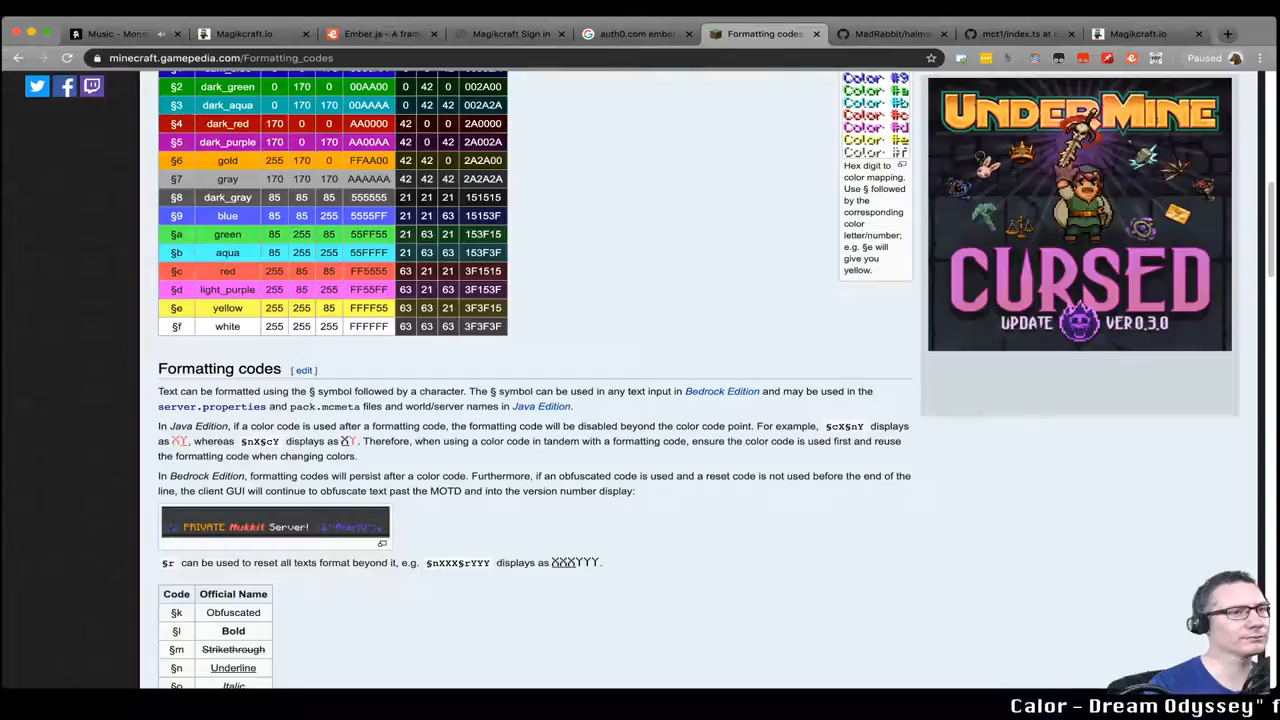 Music - Mons
Magikcraft.io
Ember.js - A fram
Magikcraft Sign in
auth0.com embe
Formatting codes
MadRabbit/halma
mct1/index.ts at c
Magikcraft.io
minecraft.gamepedia.com/Formatting_codes
Paused
§2 dark_green 0 170 0 00AA00 0 42 0 002A00
§3 dark_aqua 0 170 170 00AAAA 0 42 42 002A2A
§4 dark_red 170 0 0 AA0000 42 0 0 2A0000
§5 dark_purple 170 0 170 AA00AA 42 0 42 2A002A
§6 gold 255 170 0 FFAA00 42 42 0 2A2A00
§7 gray 170 170 170 AAAAAA 42 42 42 2A2A2A
§8 dark_gray 85 85 85 555555 21 21 21 151515
§9 blue 85 85 255 5555FF 21 21 63 15153F
§a green 85 255 85 55FF55 21 63 21 153F15
§b aqua 85 255 255 55FFFF 21 63 63 153F3F
§c red 255 85 85 FF5555 63 21 21 3F1515
§d light_purple 255 85 255 FF55FF 63 21 63 3F153F
§e yellow 255 255 85 FFFF55 63 63 21 3F3F15
§f white 255 255 255 FFFFFF 63 63 63 3F3F3F
Color #9
Color #a
Color #b
Color #c
Color #d
Color #e
Color #f
Hex digit to
color mapping.
Use § followed
by the
corresponding
color
letter/number;
e.g. §e will
give you
yellow.
UNDERMINE
CURSED
UPDATE VER 0.3.0
Formatting codes [ edit ]
Text can be formatted using the § symbol followed by a character. The § symbol can be used in any text input in Bedrock Edition and may be used in the
server.properties and pack.mcmeta files and world/server names in Java Edition.
In Java Edition, if a color code is used after a formatting code, the formatting code will be disabled beyond the color code point. For example, §cX§nY displays
as XY, whereas §nX§cY displays as XY. Therefore, when using a color code in tandem with a formatting code, ensure the color code is used first and reuse
the formatting code when changing colors.
In Bedrock Edition, formatting codes will persist after a color code. Furthermore, if an obfuscated code is used and a reset code is not used before the end of the
line, the client GUI will continue to obfuscate text past the MOTD and into the version number display:
PRIVATE Nukkit Server!
§r can be used to reset all texts format beyond it, e.g. §nXXX§rYYY displays as XXXYYY.
Code Official Name
§k Obfuscated
§l Bold
§m Strikethrough
§n Underline
§o Italic
Calor - Dream Odyssey" f